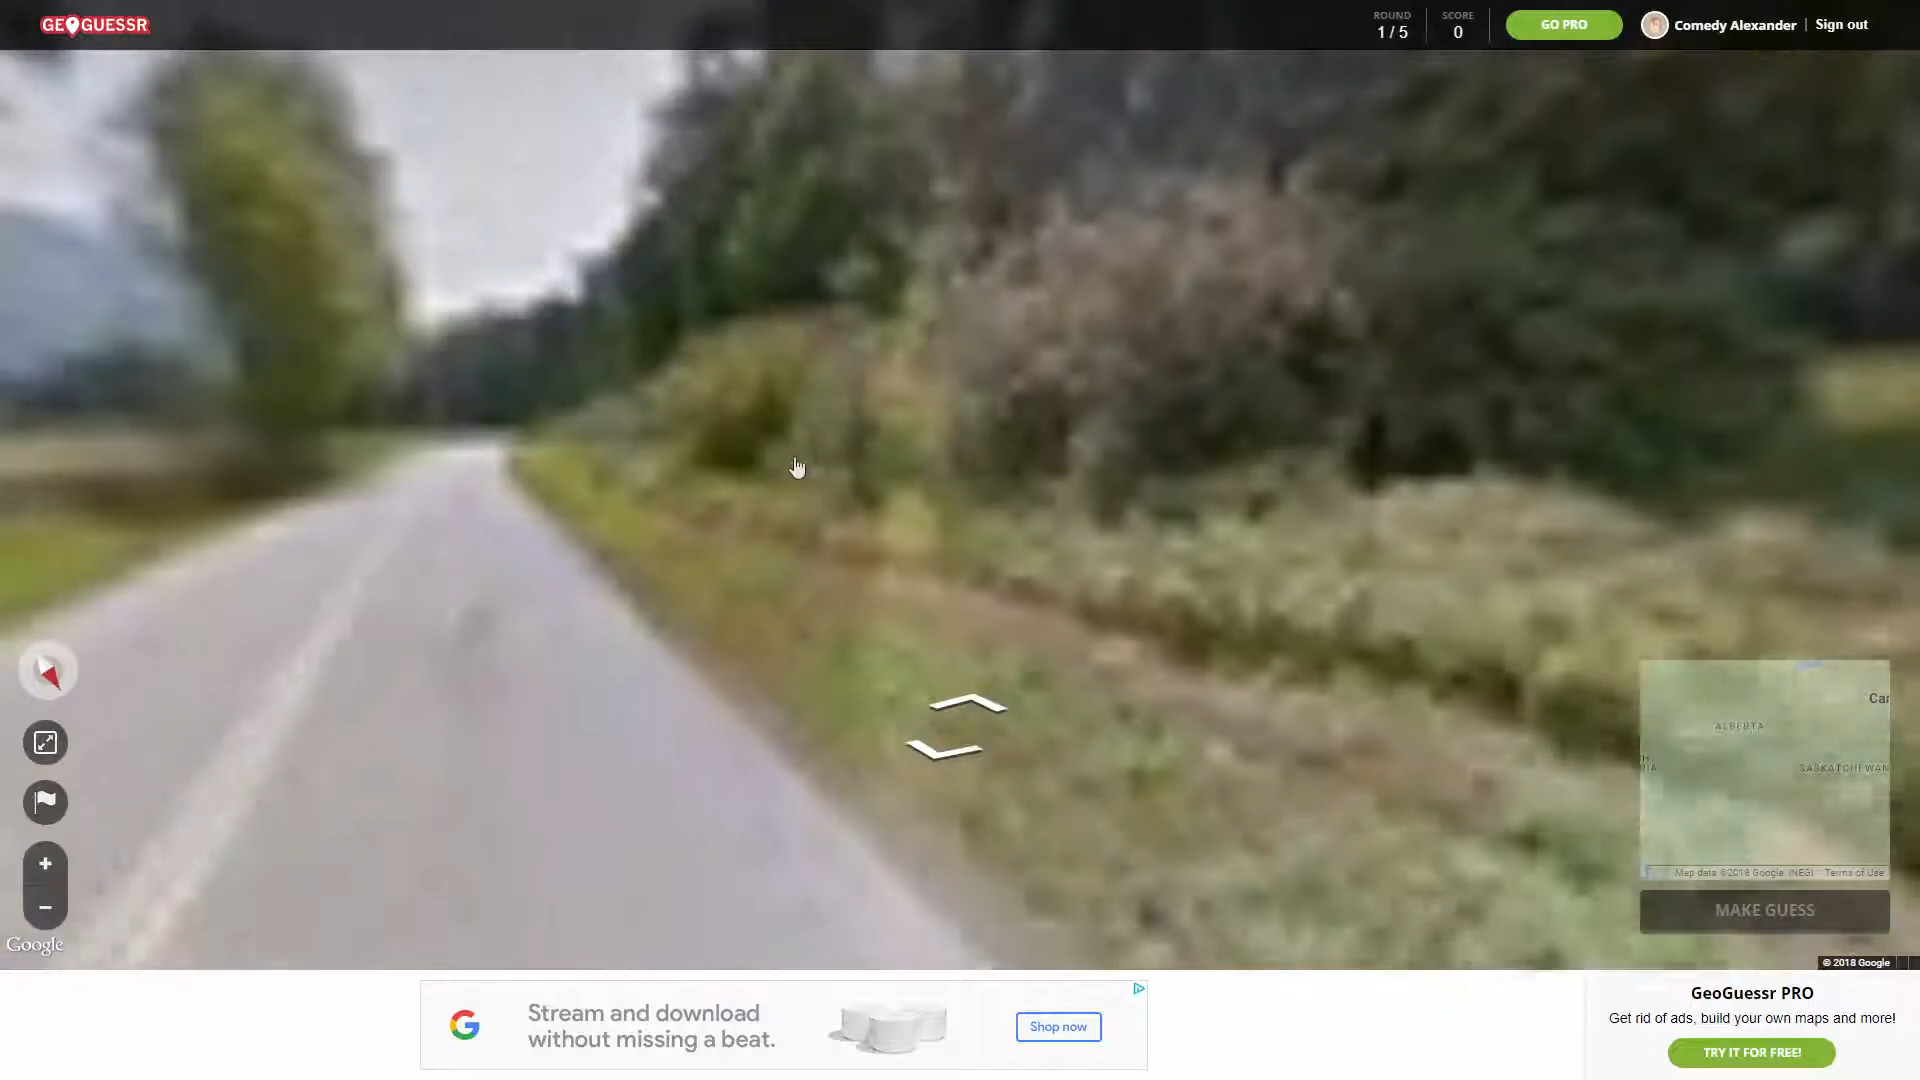 GEOGUESSR
ROUND
1 / 5
SCORE
0
GO PRO
Comedy Alexander
Sign out
Car
ALBERTA
SASKATCHEWAN
Map data ©2018 Google, INEGI
Terms of Use
MAKE GUESS
Google
© 2018 Google
Stream and download
without missing a beat.
Shop now
GeoGuessr PRO
Get rid of ads, build your own maps and more!
TRY IT FOR FREE!